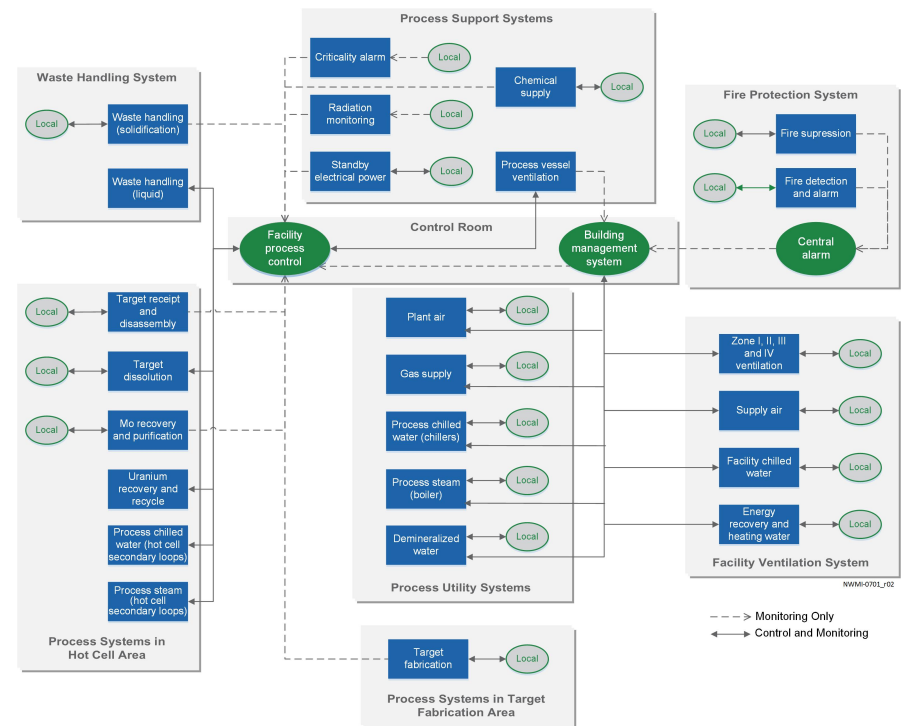 Process Support Systems
Criticality alarm
Local
Chemical
supply
Local
Radiation
monitoring
Local
Standby
electrical power
Local
Process vessel
ventilation
Waste Handling System
Local
Waste handling
(solidification)
Waste handling
(liquid)
Fire Protection System
Local
Fire supression
Local
Fire detection
and alarm
Central
alarm
Control Room
Facility
process
control
Building
management
system
Local
Target receipt
and
disassembly
Local
Target
dissolution
Local
Mo recovery
and purification
Uranium
recovery and
recycle
Process chilled
water (hot cell
secondary loops)
Process steam
(hot cell
secondary loops)
Process Systems in
Hot Cell Area
Plant air
Local
Gas supply
Local
Process chilled
water (chillers)
Local
Process steam
(boiler)
Local
Demineralized
water
Local
Process Utility Systems
Zone I, II, III
and IV
ventilation
Local
Supply air
Local
Facility chilled
water
Local
Energy
recovery and
heating water
Local
Facility Ventilation System
NWMI-0701_r02
Monitoring Only
Control and Monitoring
Target
fabrication
Local
Process Systems in Target
Fabrication Area